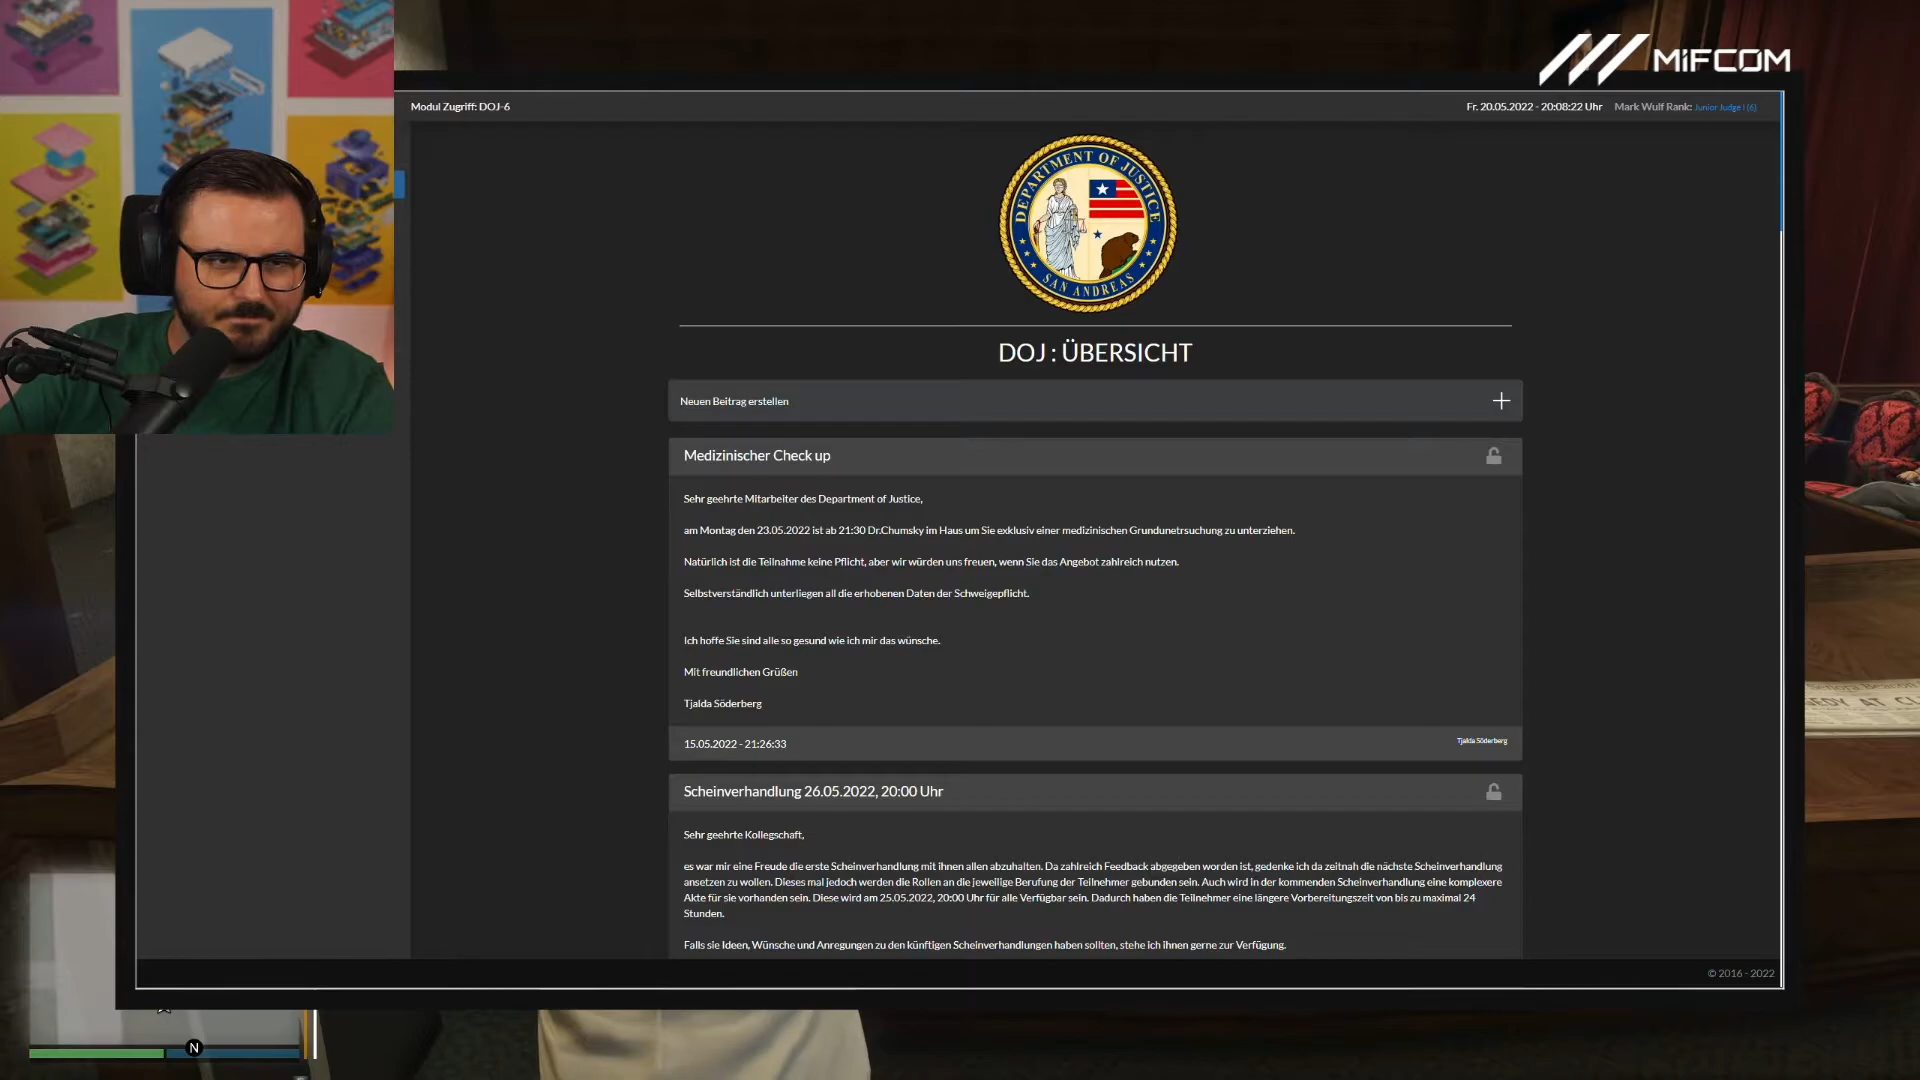 MIFCOM
Modul Zugriff: DOJ-6
Fr. 20.05.2022 - 20:08:22 Uhr
Mark Wulf Rank: Junior Judge I (6)
DEPARTMENT OF JUSTICE
SAN ANDREAS
DOJ : ÜBERSICHT
Neuen Beitrag erstellen
Medizinischer Check up
Sehr geehrte Mitarbeiter des Department of Justice,
am Montag den 23.05.2022 ist ab 21:30 Dr.Chumsky im Haus um Sie exklusiv einer medizinischen Grundunetrsuchung zu unterziehen.
Natürlich ist die Teilnahme keine Pflicht, aber wir würden uns freuen, wenn Sie das Angebot zahlreich nutzen.
Selbstverständlich unterliegen all die erhobenen Daten der Schweigepflicht.
Ich hoffe Sie sind alle so gesund wie ich mir das wünsche.
Mit freundlichen Grüßen
Tjalda Söderberg
15.05.2022 - 21:26:33
Tjalda Söderberg
Scheinverhandlung 26.05.2022, 20:00 Uhr
Sehr geehrte Kollegschaft,
es war mir eine Freude die erste Scheinverhandlung mit ihnen allen abzuhalten. Da zahlreich Feedback abgegeben worden ist, gedenke ich da zeitnah die nächste Scheinverhandlung
ansetzen zu wollen. Dieses mal jedoch werden die Rollen an die jeweilige Berufung der Teilnehmer gebunden sein. Auch wird in der kommenden Scheinverhandlung eine komplexere
Akte für sie vorhanden sein. Diese wird am 25.05.2022, 20:00 Uhr für alle Verfügbar sein. Dadurch haben die Teilnehmer eine längere Vorbereitungszeit von bis zu maximal 24
Stunden.
Falls sie Ideen, Wünsche und Anregungen zu den künftigen Scheinverhandlungen haben sollten, stehe ich ihnen gerne zur Verfügung.
© 2016 - 2022
N